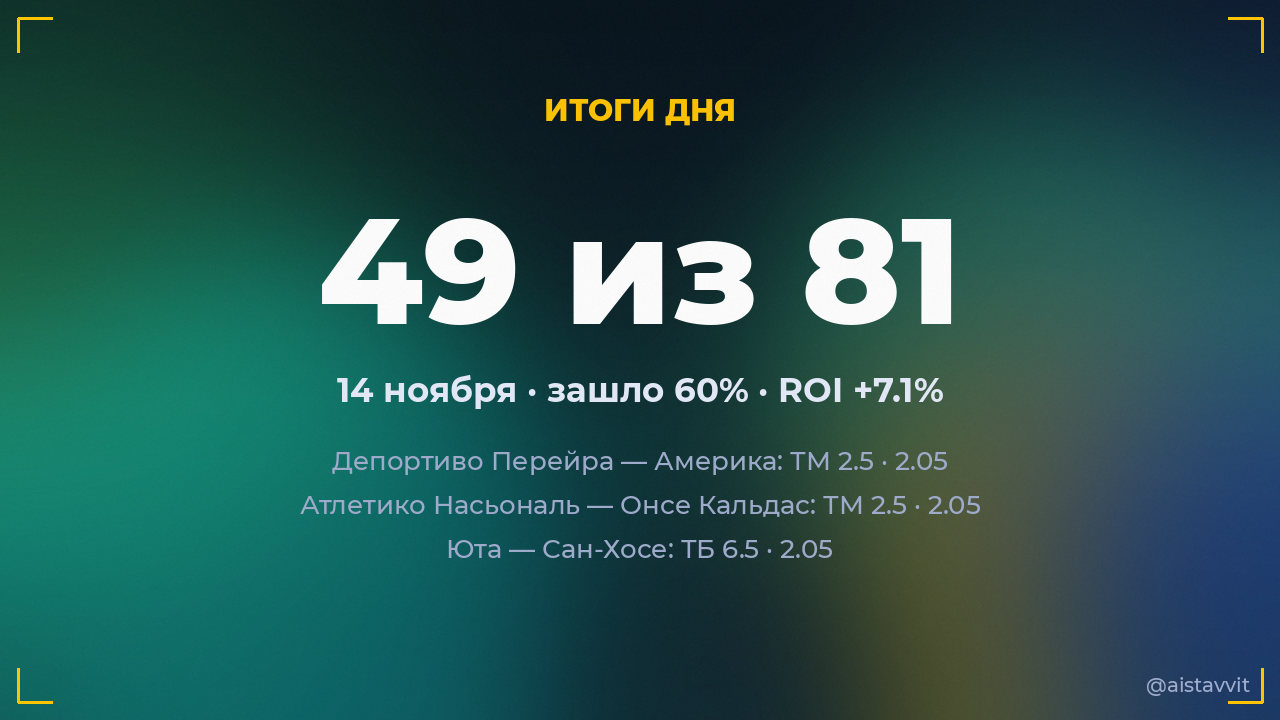 ИТОГИ ДНЯ
49 из 81
14 ноября · зашло 60% · ROI +7.1%
Депортиво Перейра — Америка: ТМ 2.5 · 2.05
Атлетико Насьональ — Онсе Кальдас: ТМ 2.5 · 2.05
Юта — Сан-Хосе: ТБ 6.5 · 2.05
@aistavvit